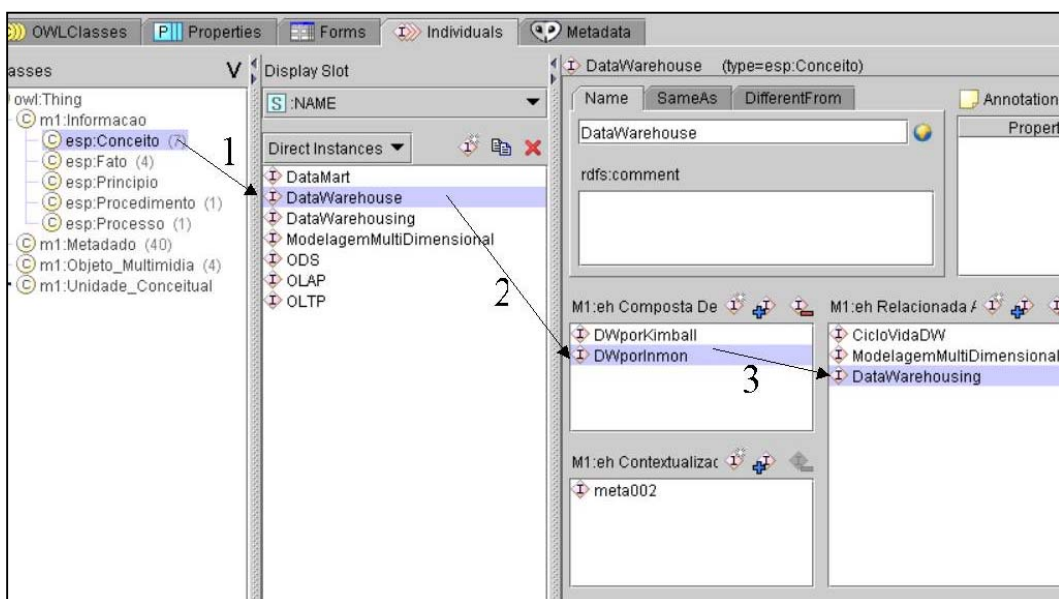 OWLClasses
Properties
Forms
Individuals
Metadata
asses V
owl:Thing
m1:Informacao
esp:Conceito (7)
esp:Fato (4)
esp:Principio
esp:Procedimento (1)
esp:Processo (1)
m1:Metadado (40)
m1:Objeto_Multimidia (4)
m1:Unidade_Conceitual
1
Display Slot
S :NAME
Direct Instances
DataMart
DataWarehouse
DataWarehousing
ModelagemMultiDimensional
ODS
OLAP
OLTP
2
DataWarehouse (type=esp:Conceito)
Name SameAs DifferentFrom
DataWarehouse
rdfs:comment
Annotation
Propert
M1:eh Composta De
DWporKimball
DWporInmon
3
M1:eh Relacionada A
CicloVidaDW
ModelagemMultiDimensional
DataWarehousing
M1:eh Contextualizac
meta002